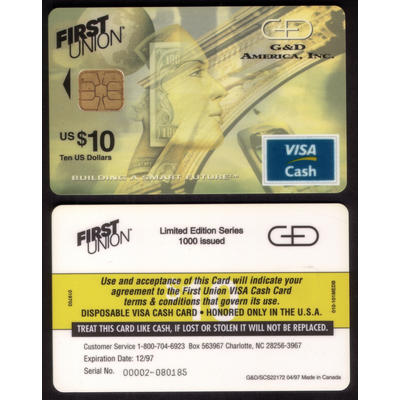 FIRST UNION®
G&D
G&D
AMERICA, INC.
US $10
Ten US Dollars
VISA
Cash
BUILDING A SMART FUTURE™
FIRST UNION®
Limited Edition Series
1000 issued
G&D
10
Use and acceptance of this Card will indicate your
agreement to the First Union VISA Cash Card
terms & conditions that govern its use.
DISPOSABLE VISA CASH CARD • HONORED ONLY IN THE U.S.A.
TREAT THIS CARD LIKE CASH, IF LOST OR STOLEN IT WILL NOT BE REPLACED.
Customer Service 1-800-704-6923 Box 563967 Charlotte, NC 28256-3967
Expiration Date: 12/97
Serial No. 00002-080185
G&D/SCS22172 04/97 Made in Canada